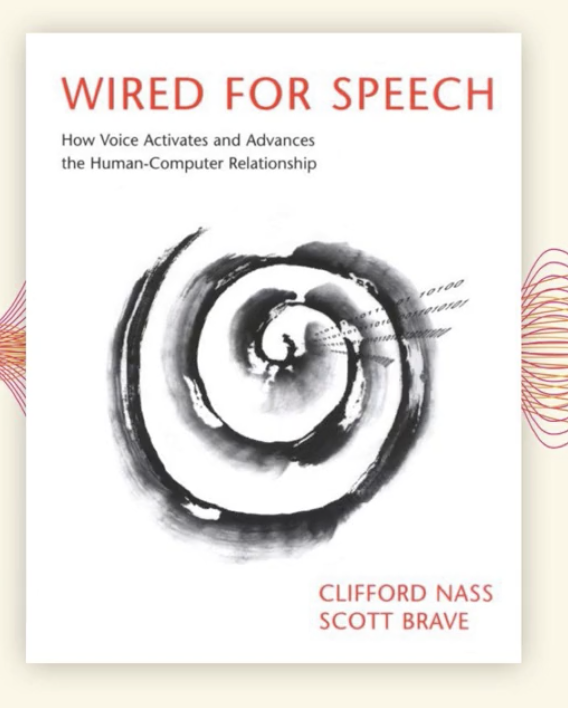 WIRED FOR SPEECH
How Voice Activates and Advances
the Human-Computer Relationship
CLIFFORD NASS
SCOTT BRAVE